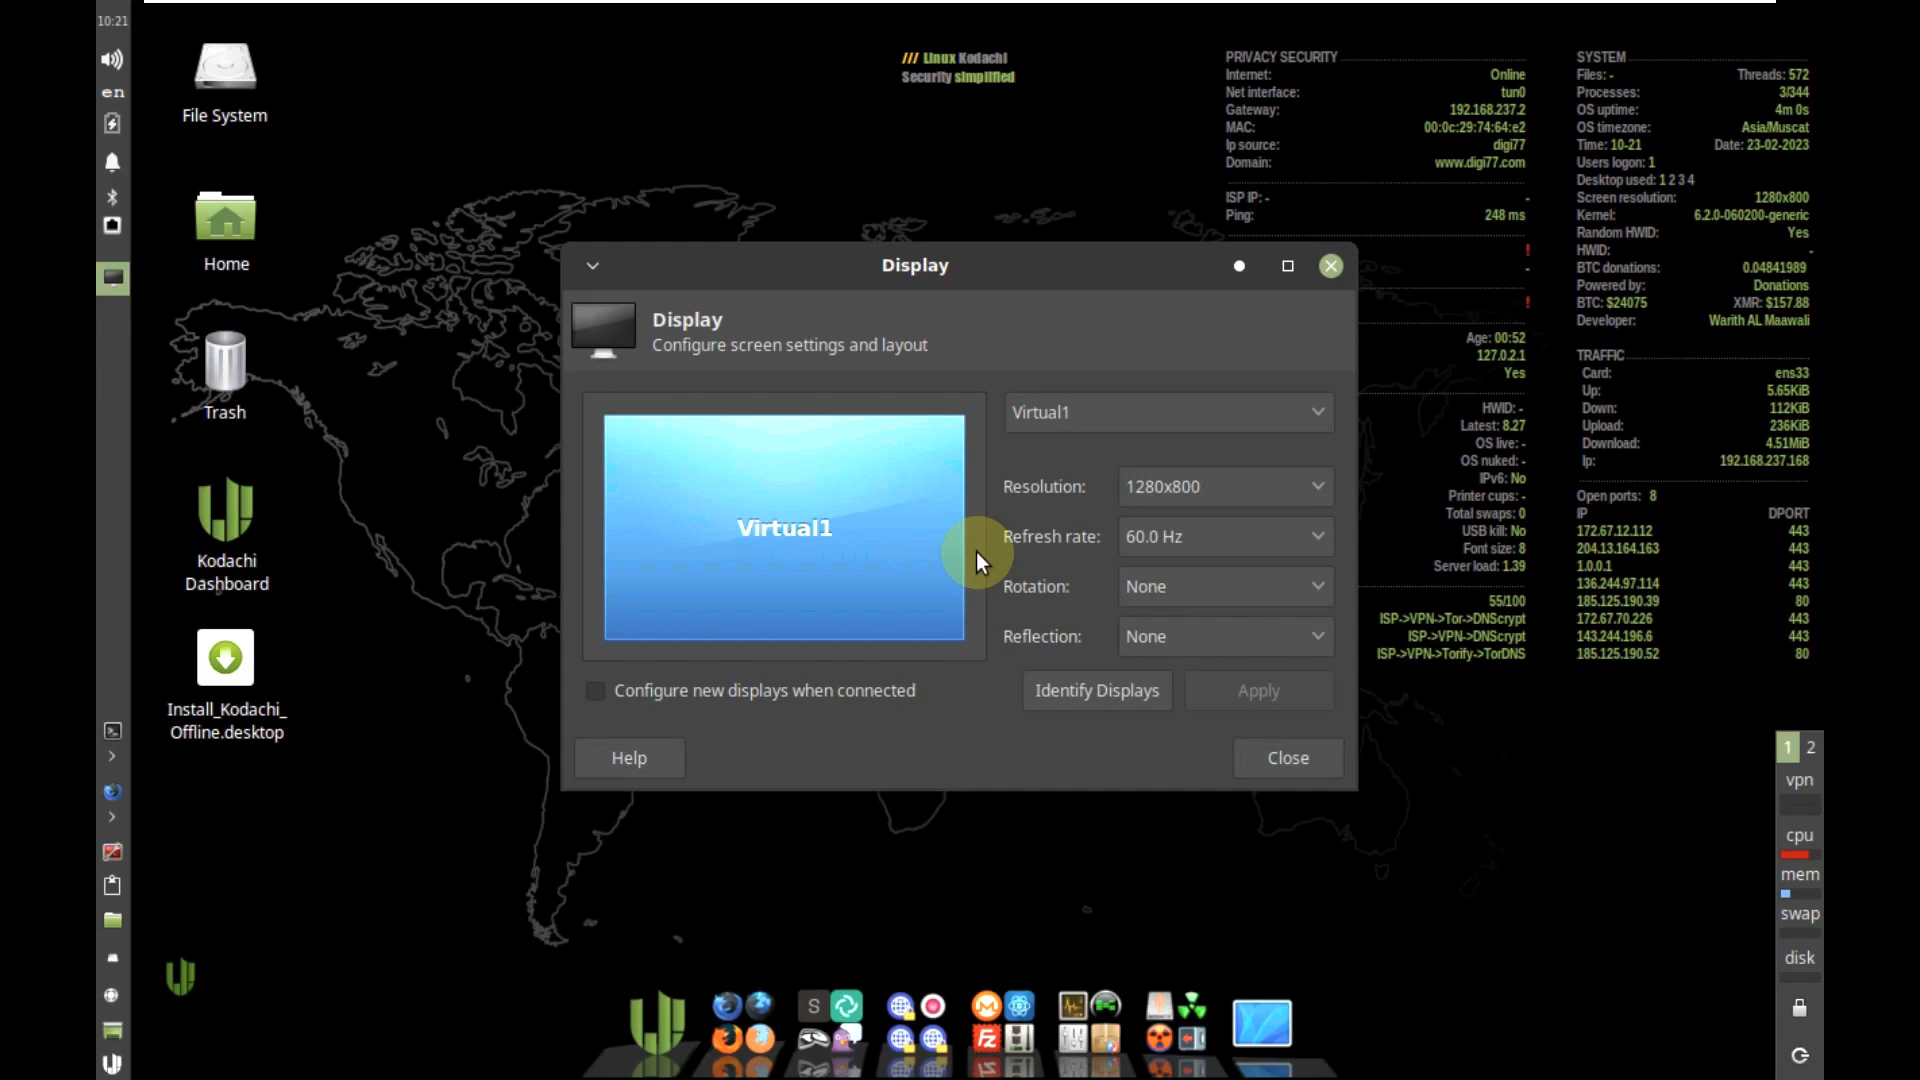 10:21
en
File System
Home
Trash
Kodachi
Dashboard
Install_Kodachi_
Offline.desktop
/// Linux Kodachi
Security simplified
PRIVACY SECURITY
Internet: Online
Net interface: tun0
Gateway: 192.168.237.2
MAC: 00:0c:29:74:64:e2
Ip source: digi77
Domain: www.digi77.com
ISP IP: - -
Ping: 248 ms
!
-
!
Age: 00:52
127.0.2.1
Yes
HWID: -
Latest: 8.27
OS live: -
OS nuked: -
IPv6: No
Printer cups: -
Total swaps: 0
USB kill: No
Font size: 8
Server load: 1.39
55/100
ISP->VPN->Tor->DNScrypt
ISP->VPN->DNScrypt
ISP->VPN->Torify->TorDNS
SYSTEM
Files: - Threads: 572
Processes: 3/344
OS uptime: 4m 0s
OS timezone: Asia/Muscat
Time: 10-21 Date: 23-02-2023
Users logon: 1
Desktop used: 1 2 3 4
Screen resolution: 1280x800
Kernel: 6.2.0-060200-generic
Random HWID: Yes
HWID: -
BTC donations: 0.04841989
Powered by: Donations
BTC: $24075 XMR: $157.88
Developer: Warith AL Maawali
TRAFFIC
Card: ens33
Up: 5.65KiB
Down: 112KiB
Upload: 236KiB
Download: 4.51MiB
Ip: 192.168.237.168
Open ports: 8
IP DPORT
172.67.12.112 443
204.13.164.163 443
1.0.0.1 443
136.244.97.114 443
185.125.190.39 80
172.67.70.226 443
143.244.196.6 443
185.125.190.52 80
Display
Display
Configure screen settings and layout
Virtual1
Virtual1
Resolution: 1280x800
Refresh rate: 60.0 Hz
Rotation: None
Reflection: None
Configure new displays when connected
Identify Displays
Apply
Help
Close
1 2
vpn
cpu
mem
swap
disk
S
Fz